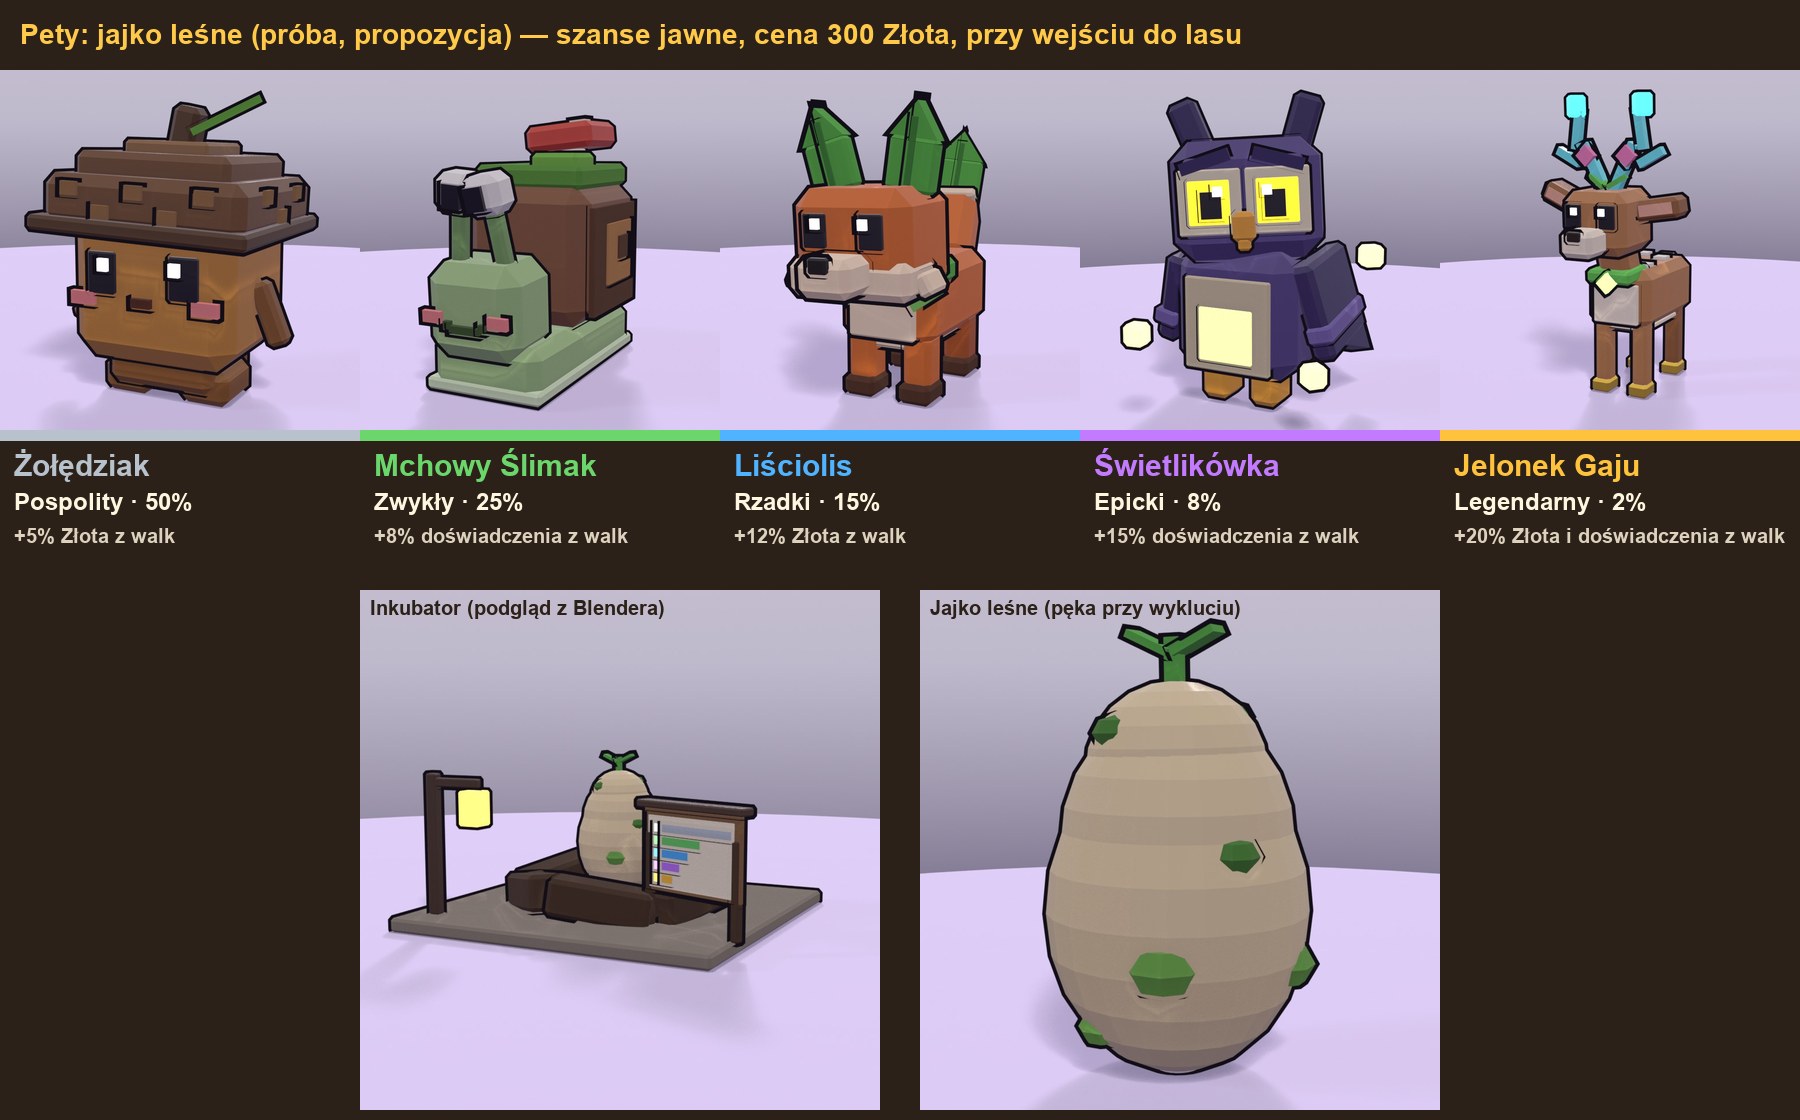 Pety: jajko leśne (próba, propozycja) — szanse jawne, cena 300 Złota, przy wejściu do lasu
Żołędziak
Pospolity · 50%
+5% Złota z walk
Mchowy Ślimak
Zwykły · 25%
+8% doświadczenia z walk
Liściolis
Rzadki · 15%
+12% Złota z walk
Świetlikówka
Epicki · 8%
+15% doświadczenia z walk
Jelonek Gaju
Legendarny · 2%
+20% Złota i doświadczenia z walk
Inkubator (podgląd z Blendera)
Jajko leśne (pęka przy wykluciu)